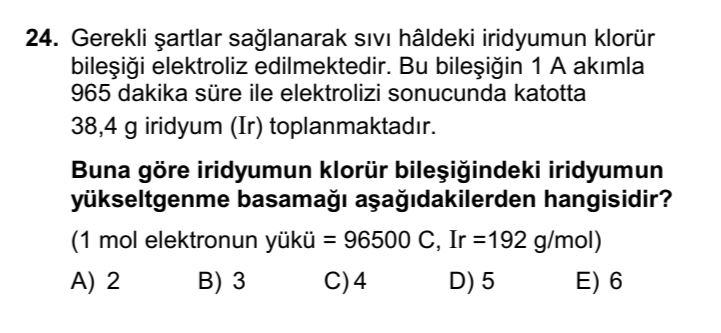 24. Gerekli şartlar sağlanarak sıvı hâldeki iridyumun klorür
bileşiği elektroliz edilmektedir. Bu bileşiğin 1 A akımla
965 dakika süre ile elektrolizi sonucunda katotta
38,4 g iridyum (Ir) toplanmaktadır.
Buna göre iridyumun klorür bileşiğindeki iridyumun
yükseltgenme basamağı aşağıdakilerden hangisidir?
(1 mol elektronun yükü = 96500 C, Ir =192 g/mol)
A) 2 B) 3 C) 4 D) 5 E) 6